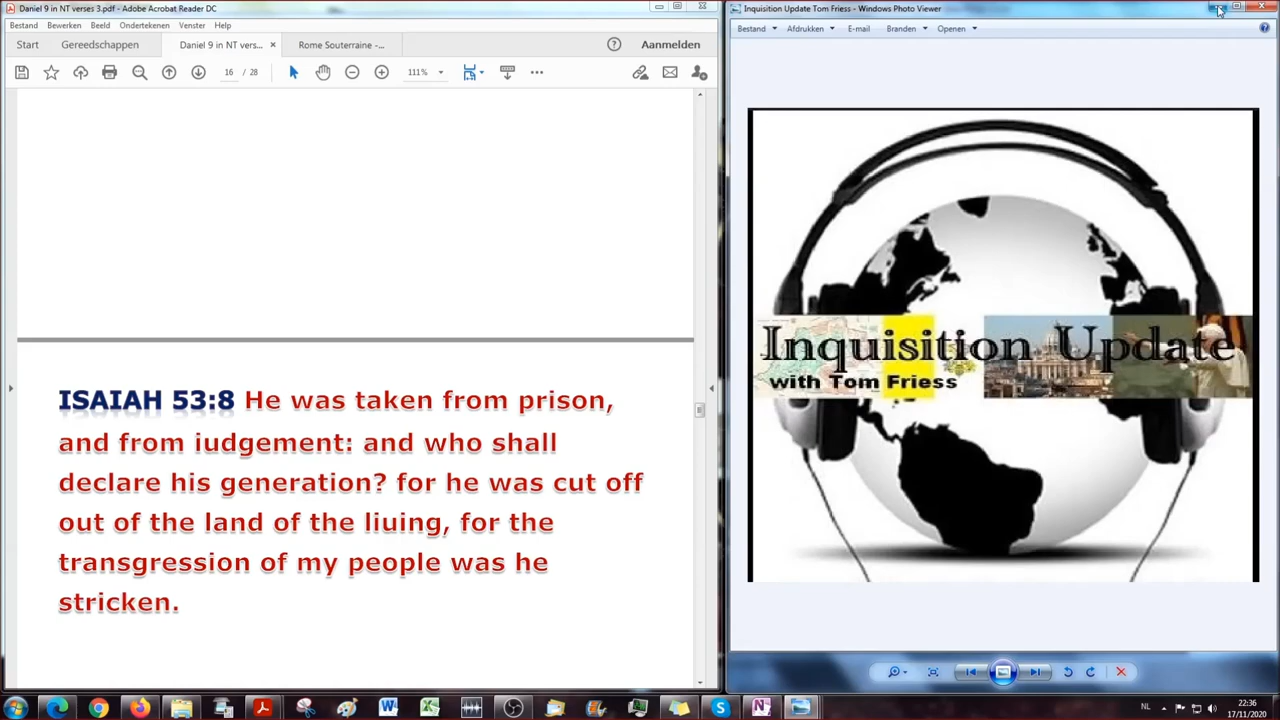 Daniel 9 in NT verses 3.pdf - Adobe Acrobat Reader DC
Bestand Bewerken Beeld Ondertekenen Venster Help
Start Gereedschappen Daniel 9 in NT vers... × Rome Souterraine -... Aanmelden
16 / 28 111%
ISAIAH 53:8 He was taken from prison,
and from iudgement: and who shall
declare his generation? for he was cut off
out of the land of the liuing, for the
transgression of my people was he
stricken.
Inquisition Update Tom Friess - Windows Photo Viewer
Bestand Afdrukken E-mail Branden Openen
Inquisition Update
with Tom Friess
NL 22:36
17/11/2020